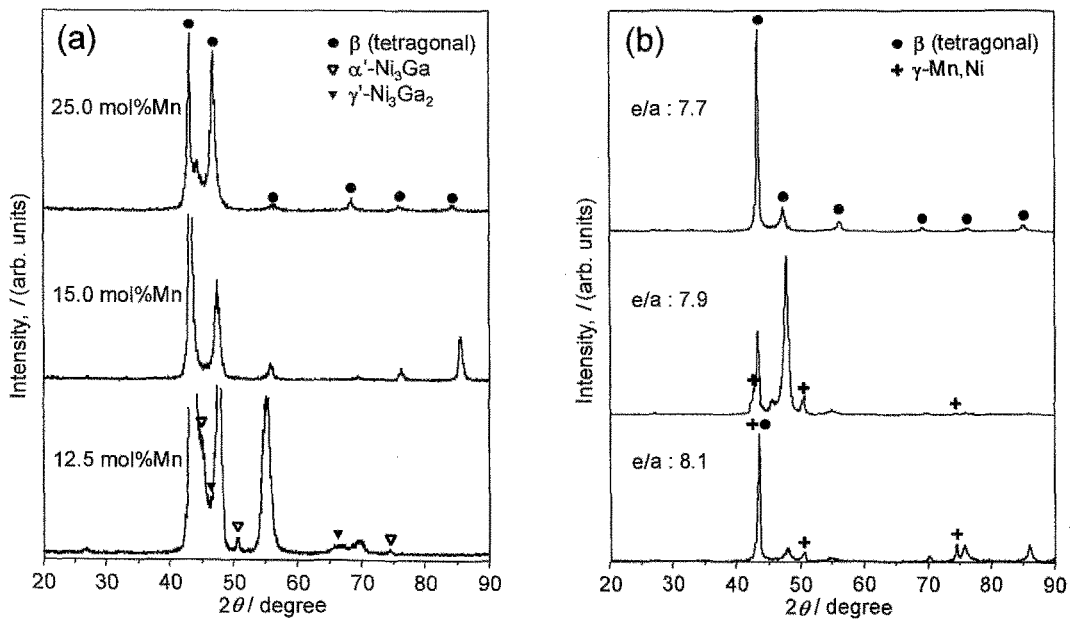 (a)
● β (tetragonal)
▽ α'-Ni₃Ga
▼ γ'-Ni₃Ga₂
25.0 mol%Mn
15.0 mol%Mn
12.5 mol%Mn
Intensity, I / (arb. units)
20 30 40 50 60 70 80 90
2θ / degree
(b)
● β (tetragonal)
+ γ-Mn,Ni
e/a : 7.7
e/a : 7.9
e/a : 8.1
Intensity, I / (arb. units)
20 30 40 50 60 70 80 90
2θ / degree